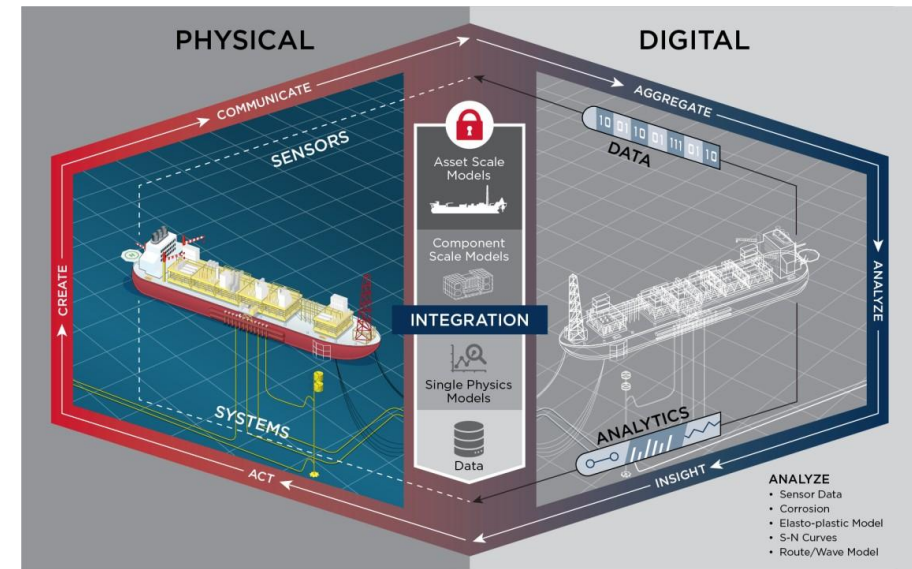 PHYSICAL
DIGITAL
COMMUNICATE
AGGREGATE
SENSORS
10 01 10 01 111 01 10
DATA
Asset Scale
Models
Component
Scale Models
CREATE
ANALYZE
INTEGRATION
Single Physics
Models
SYSTEMS
ANALYTICS
Data
ACT
INSIGHT
ANALYZE
• Sensor Data
• Corrosion
• Elasto-plastic Model
• S-N Curves
• Route/Wave Model